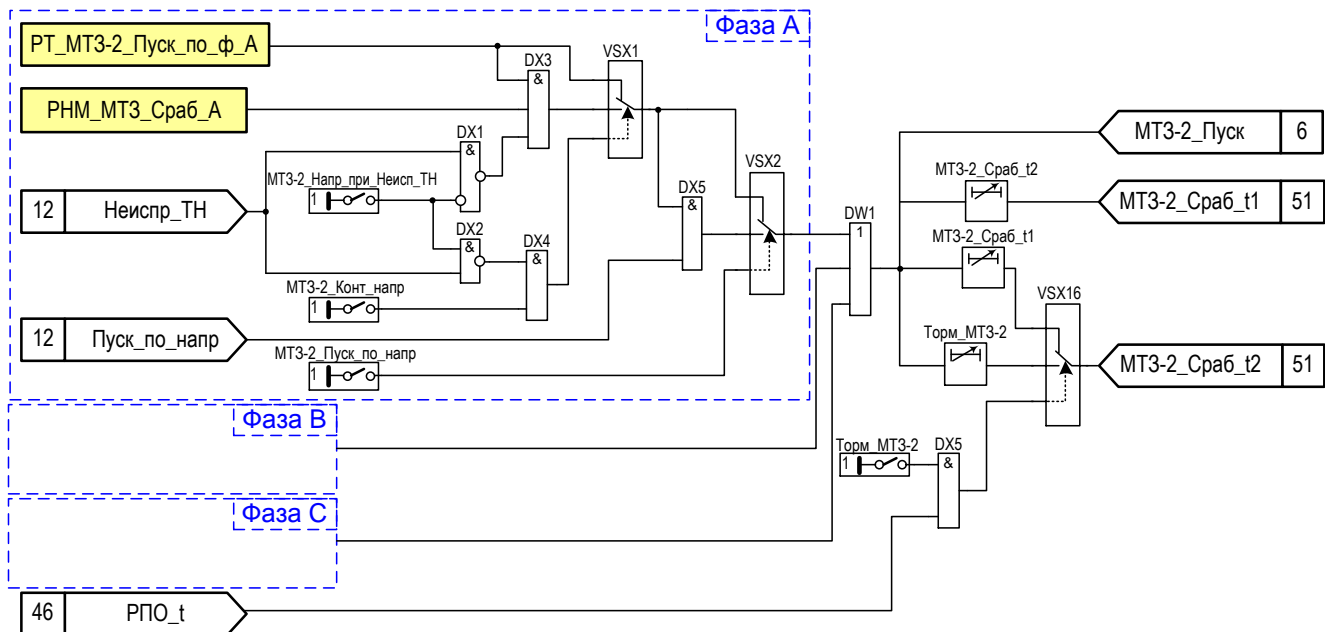 Фаза А
РТ_МТЗ-2_Пуск_по_ф_А
VSX1
DX3
&
РНМ_МТЗ_Сраб_А
МТЗ-2_Пуск 6
DX1
&
VSX2
МТЗ-2_Сраб_t2
МТЗ-2_Напр_при_Неисп_ТН
1
DX5
&
12 Неиспр_ТН
МТЗ-2_Сраб_t1 51
DW1
1
DX2
&
DX4
&
МТЗ-2_Сраб_t1
МТЗ-2_Конт_напр
1
VSX16
12 Пуск_по_напр
Торм_МТЗ-2
МТЗ-2_Пуск_по_напр
1
МТЗ-2_Сраб_t2 51
Фаза В
Торм_МТЗ-2
1
DX5
&
Фаза С
46 РПО_t